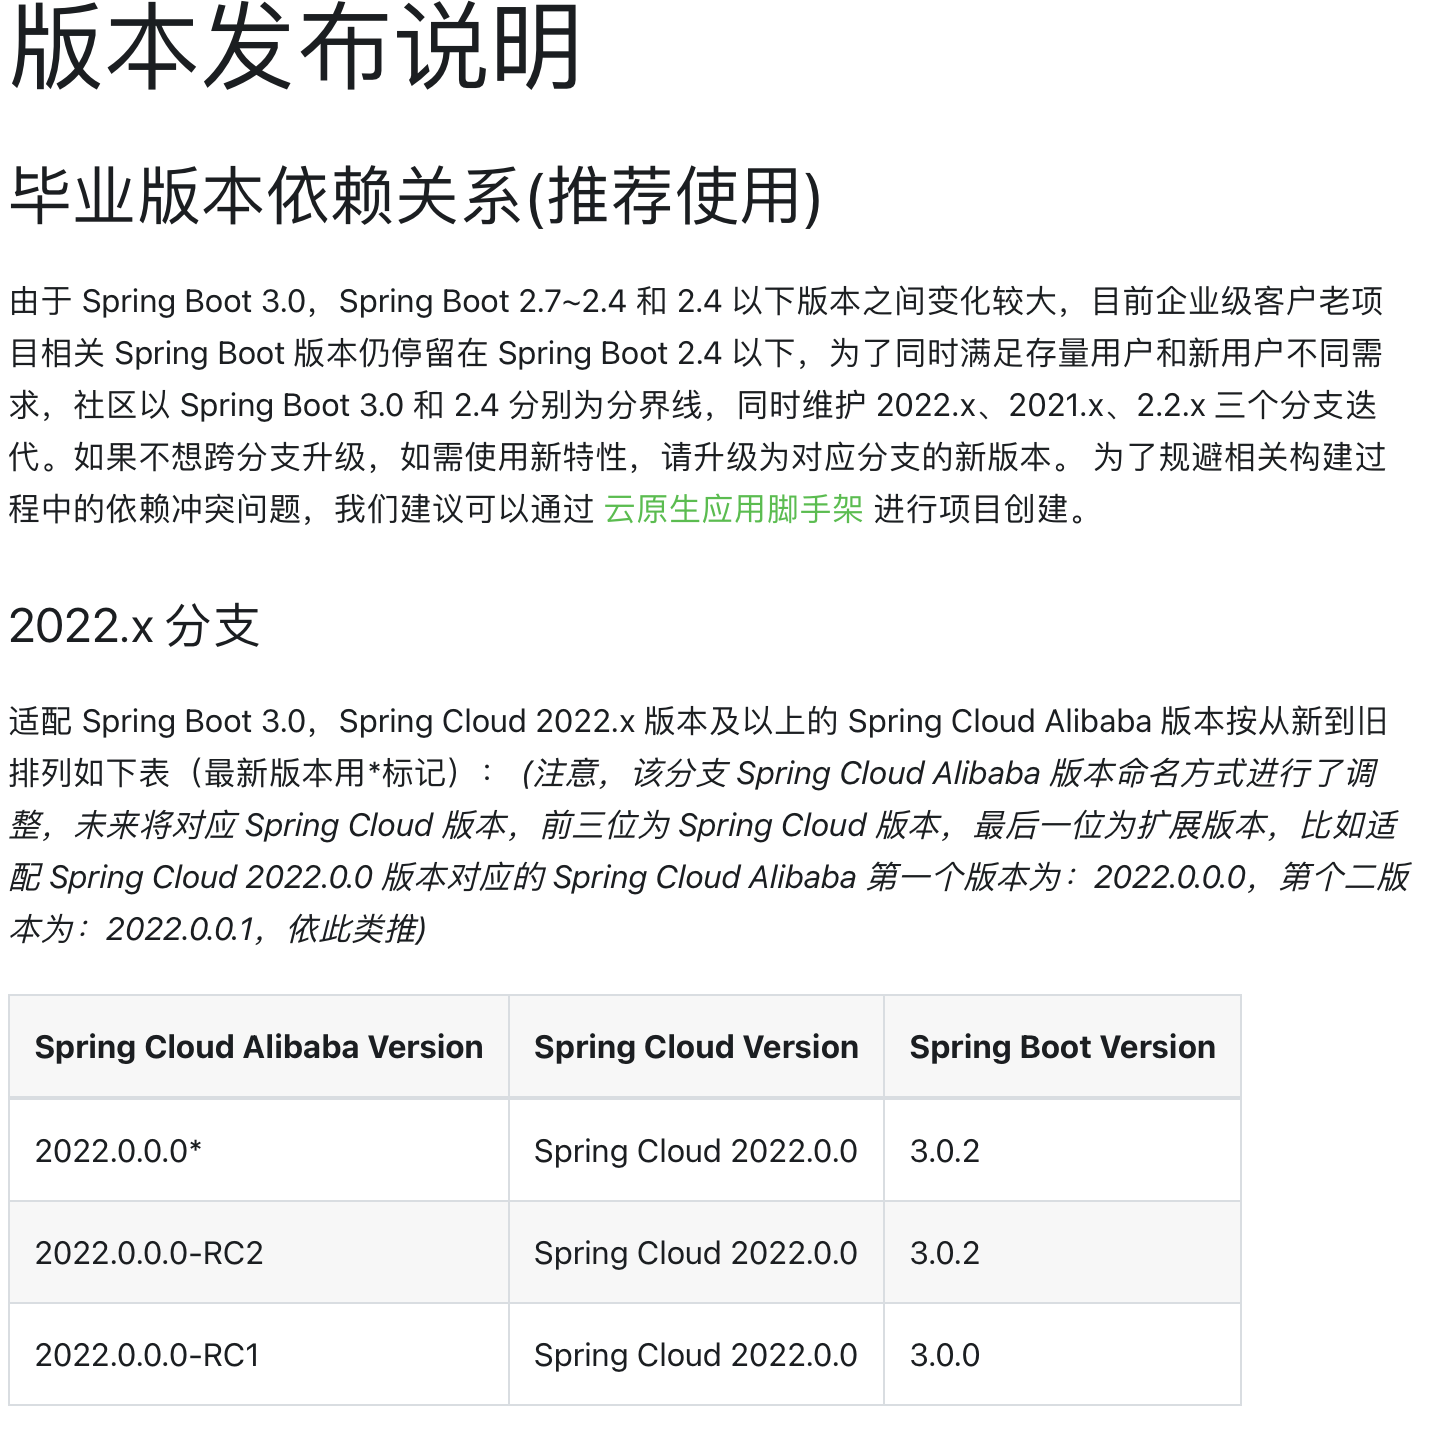 版本发布说明
毕业版本依赖关系(推荐使用)
由于 Spring Boot 3.0，Spring Boot 2.7~2.4 和 2.4 以下版本之间变化较大，目前企业级客户老项
目相关 Spring Boot 版本仍停留在 Spring Boot 2.4 以下，为了同时满足存量用户和新用户不同需
求，社区以 Spring Boot 3.0 和 2.4 分别为分界线，同时维护 2022.x、2021.x、2.2.x 三个分支迭
代。如果不想跨分支升级，如需使用新特性，请升级为对应分支的新版本。 为了规避相关构建过
程中的依赖冲突问题，我们建议可以通过 云原生应用脚手架 进行项目创建。
2022.x 分支
适配 Spring Boot 3.0，Spring Cloud 2022.x 版本及以上的 Spring Cloud Alibaba 版本按从新到旧
排列如下表（最新版本用*标记）： (注意，该分支 Spring Cloud Alibaba 版本命名方式进行了调
整，未来将对应 Spring Cloud 版本，前三位为 Spring Cloud 版本，最后一位为扩展版本，比如适
配 Spring Cloud 2022.0.0 版本对应的 Spring Cloud Alibaba 第一个版本为：2022.0.0.0，第个二版
本为：2022.0.0.1，依此类推)
Spring Cloud Alibaba Version Spring Cloud Version Spring Boot Version
2022.0.0.0* Spring Cloud 2022.0.0 3.0.2
2022.0.0.0-RC2 Spring Cloud 2022.0.0 3.0.2
2022.0.0.0-RC1 Spring Cloud 2022.0.0 3.0.0